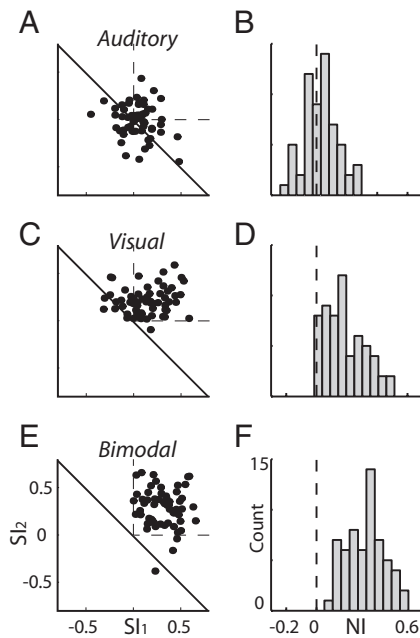 A
Auditory
B
C
Visual
D
E
Bimodal
F
0.5
0
-0.5
SI2
-0.5
0
0.5
SI1
15
Count
0
-0.2
0
0.6
NI